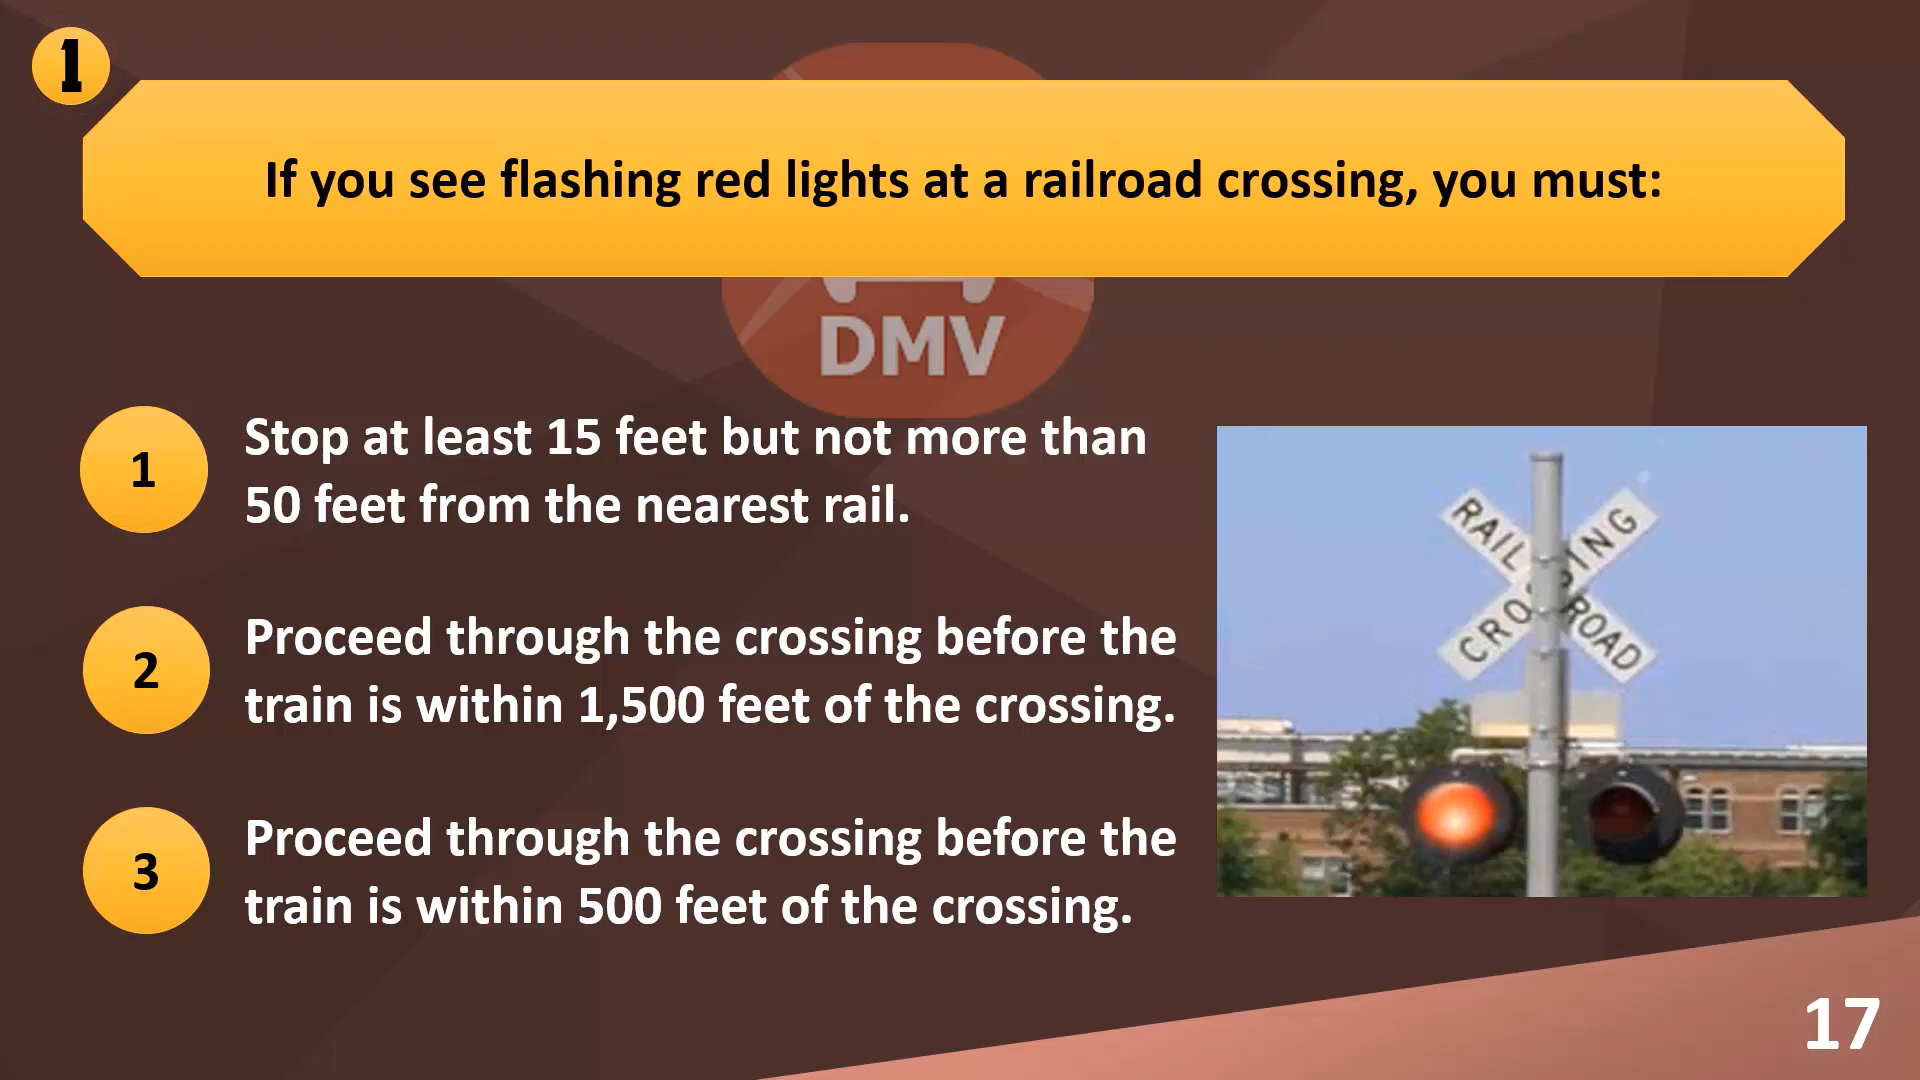 1
If you see flashing red lights at a railroad crossing, you must:
DMV
1
Stop at least 15 feet but not more than
50 feet from the nearest rail.
2
Proceed through the crossing before the
train is within 1,500 feet of the crossing.
3
Proceed through the crossing before the
train is within 500 feet of the crossing.
RAIL ROAD
CROSSING
17